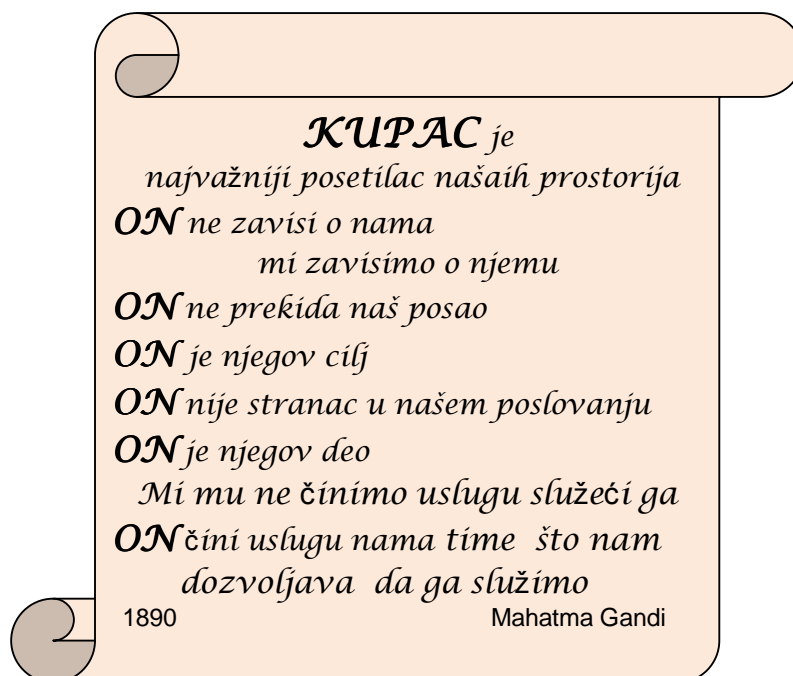 KUPAC je
najvažniji posetilac našaih prostorija
ON ne zavisi o nama
mi zavisimo o njemu
ON ne prekida naš posao
ON je njegov cilj
ON nije stranac u našem poslovanju
ON je njegov deo
Mi mu ne činimo uslugu služeći ga
ON čini uslugu nama time što nam
dozvoljava da ga služimo
1890 Mahatma Gandi